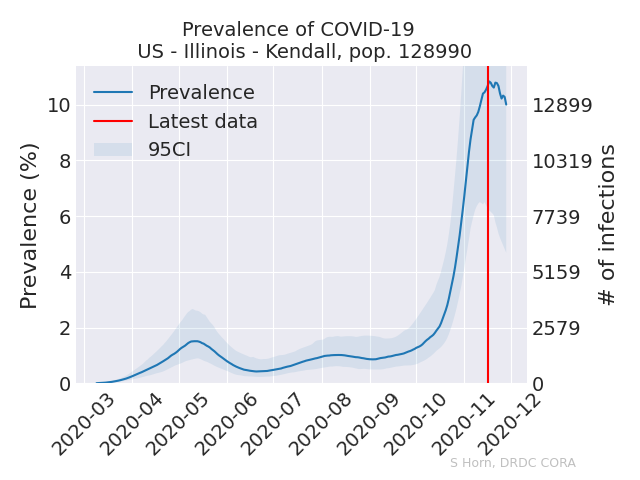 Prevalence of COVID-19
US - Illinois - Kendall, pop. 128990
Prevalence
Latest data
95CI
Prevalence (%)
10
8
6
4
2
0
12899
10319
7739
5159
2579
0
# of infections
2020-03
2020-04
2020-05
2020-06
2020-07
2020-08
2020-09
2020-10
2020-11
2020-12
S Horn, DRDC CORA